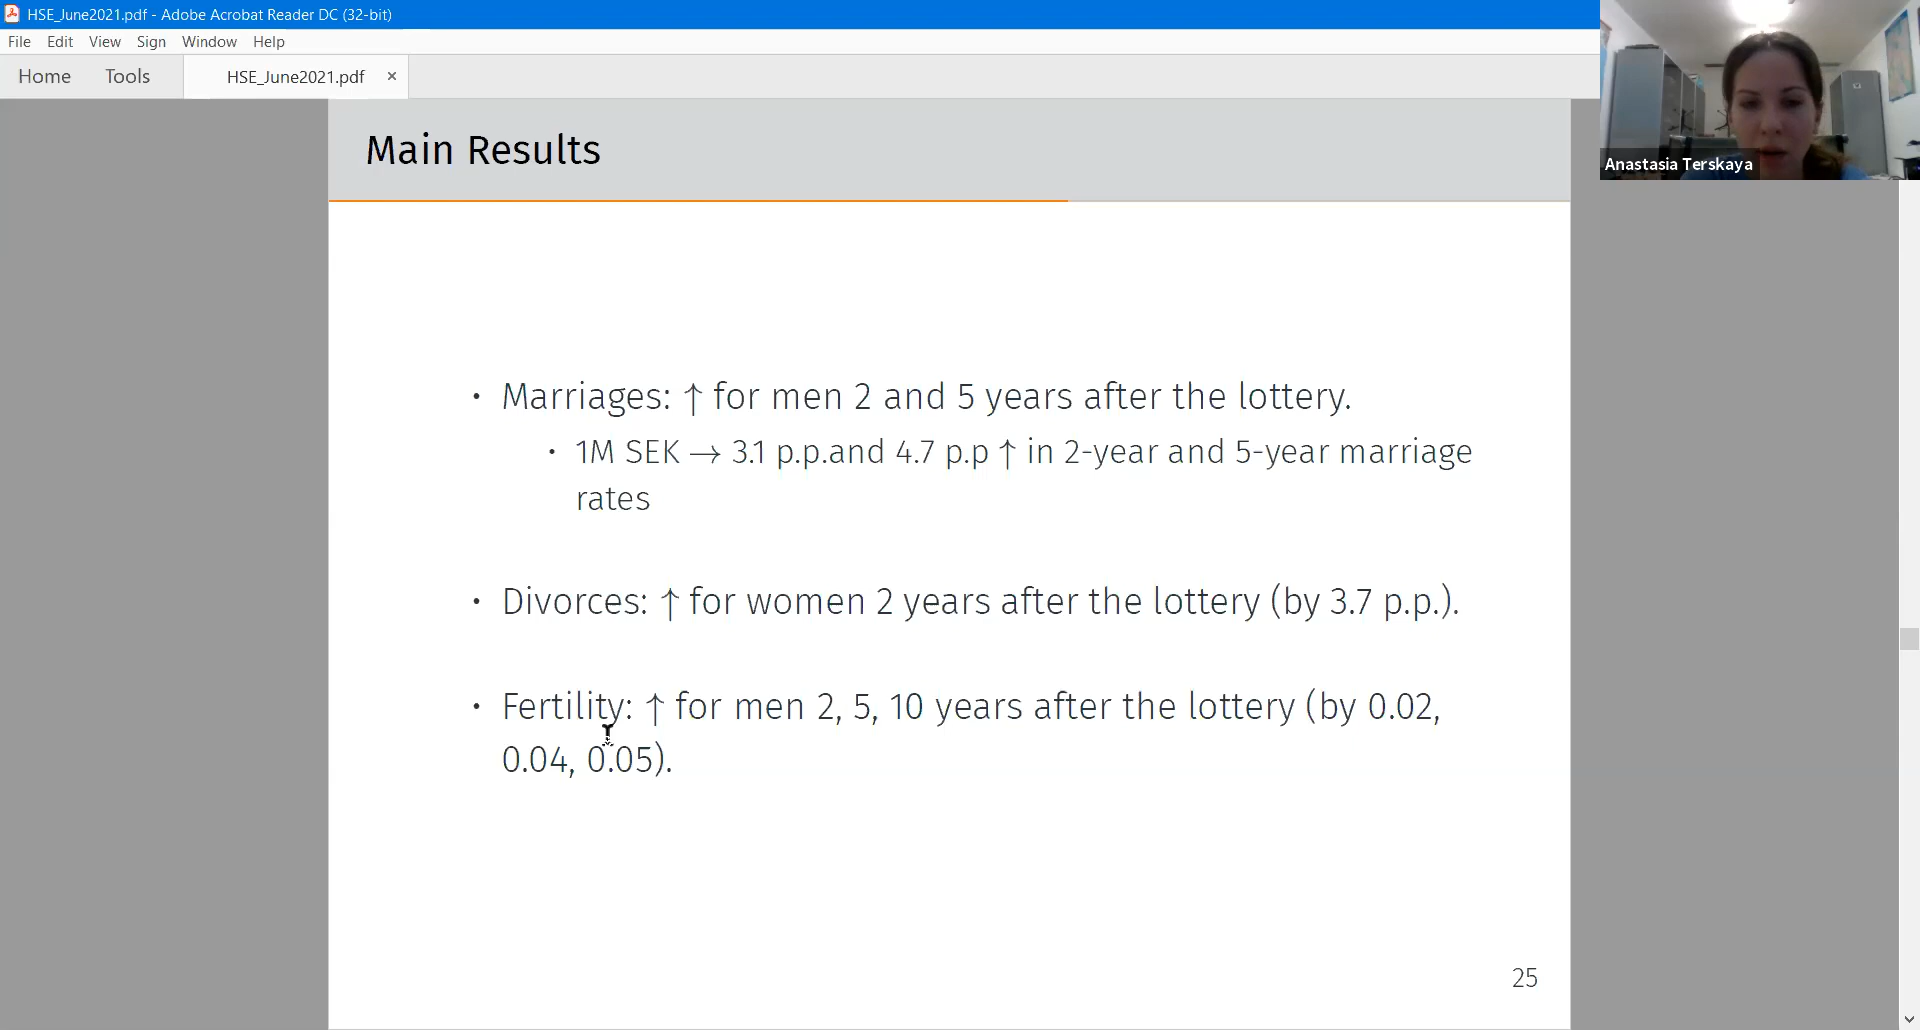 HSE_June2021.pdf - Adobe Acrobat Reader DC (32-bit)
File Edit View Sign Window Help
Home Tools HSE_June2021.pdf ×
Anastasia Terskaya
Main Results
• Marriages: ↑ for men 2 and 5 years after the lottery.
• 1M SEK → 3.1 p.p.and 4.7 p.p ↑ in 2-year and 5-year marriage
rates
• Divorces: ↑ for women 2 years after the lottery (by 3.7 p.p.).
• Fertility: ↑ for men 2, 5, 10 years after the lottery (by 0.02,
0.04, 0.05).
25